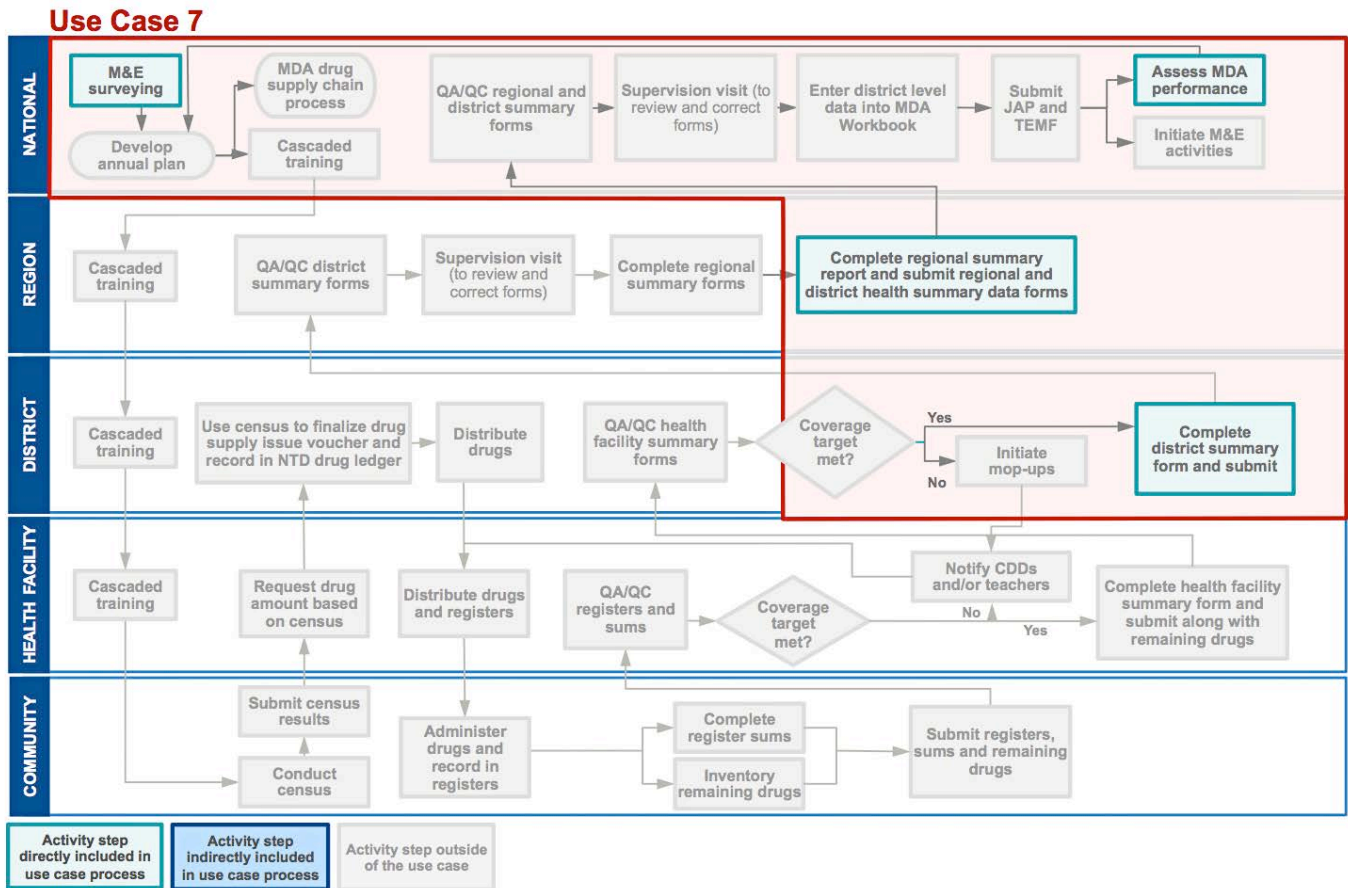 Use Case 7
NATIONAL
M&E
surveying
MDA drug
supply chain
process
Develop
annual plan
Cascaded
training
QA/QC regional and
district summary
forms
Supervision visit (to
review and correct
forms)
Enter district level
data into MDA
Workbook
Submit
JAP and
TEMF
Assess MDA
performance
Initiate M&E
activities
REGION
Cascaded
training
QA/QC district
summary forms
Supervision visit
(to review and
correct forms)
Complete regional
summary forms
Complete regional summary
report and submit regional and
district health summary data forms
DISTRICT
Cascaded
training
Use census to finalize drug
supply issue voucher and
record in NTD drug ledger
Distribute
drugs
QA/QC health
facility summary
forms
Coverage
target
met?
Yes
No
Initiate
mop-ups
Complete
district summary
form and submit
HEALTH FACILITY
Cascaded
training
Request drug
amount based
on census
Distribute drugs
and registers
QA/QC
registers and
sums
Coverage
target
met?
No
Yes
Notify CDDs
and/or teachers
Complete health facility
summary form and
submit along with
remaining drugs
COMMUNITY
Submit census
results
Conduct
census
Administer
drugs and
record in
registers
Complete
register sums
Inventory
remaining drugs
Submit registers,
sums and remaining
drugs
Activity step
directly included in
use case process
Activity step
indirectly included
in use case process
Activity step outside
of the use case